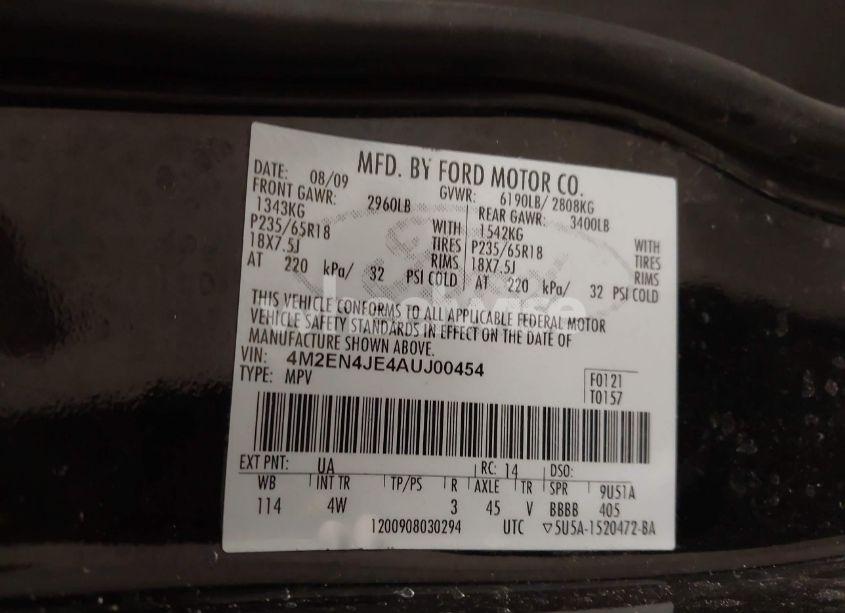 MFD. BY FORD MOTOR CO.
DATE: 08/09 GVWR: 6190LB/ 2808KG
FRONT GAWR: 2960LB REAR GAWR: 3400LB
1343KG WITH 1542KG WITH
P235/65R18 TIRES P235/65R18 TIRES
18X7.5J RIMS 18X7.5J RIMS
AT 220 kPa/ 32 PSI COLD AT 220 kPa/ 32 PSI COLD
THIS VEHICLE CONFORMS TO ALL APPLICABLE FEDERAL MOTOR
VEHICLE SAFETY STANDARDS IN EFFECT ON THE DATE OF
MANUFACTURE SHOWN ABOVE.
VIN: 4M2EN4JE4AUJ00454
TYPE: MPV F0121
T0157
EXT PNT: UA RC: 14 DSO:
WB INT TR TP/PS R AXLE TR SPR 9U51A
114 4W 3 45 V BBBB 405
1200908030294 UTC ▽5U5A-1520472-BA